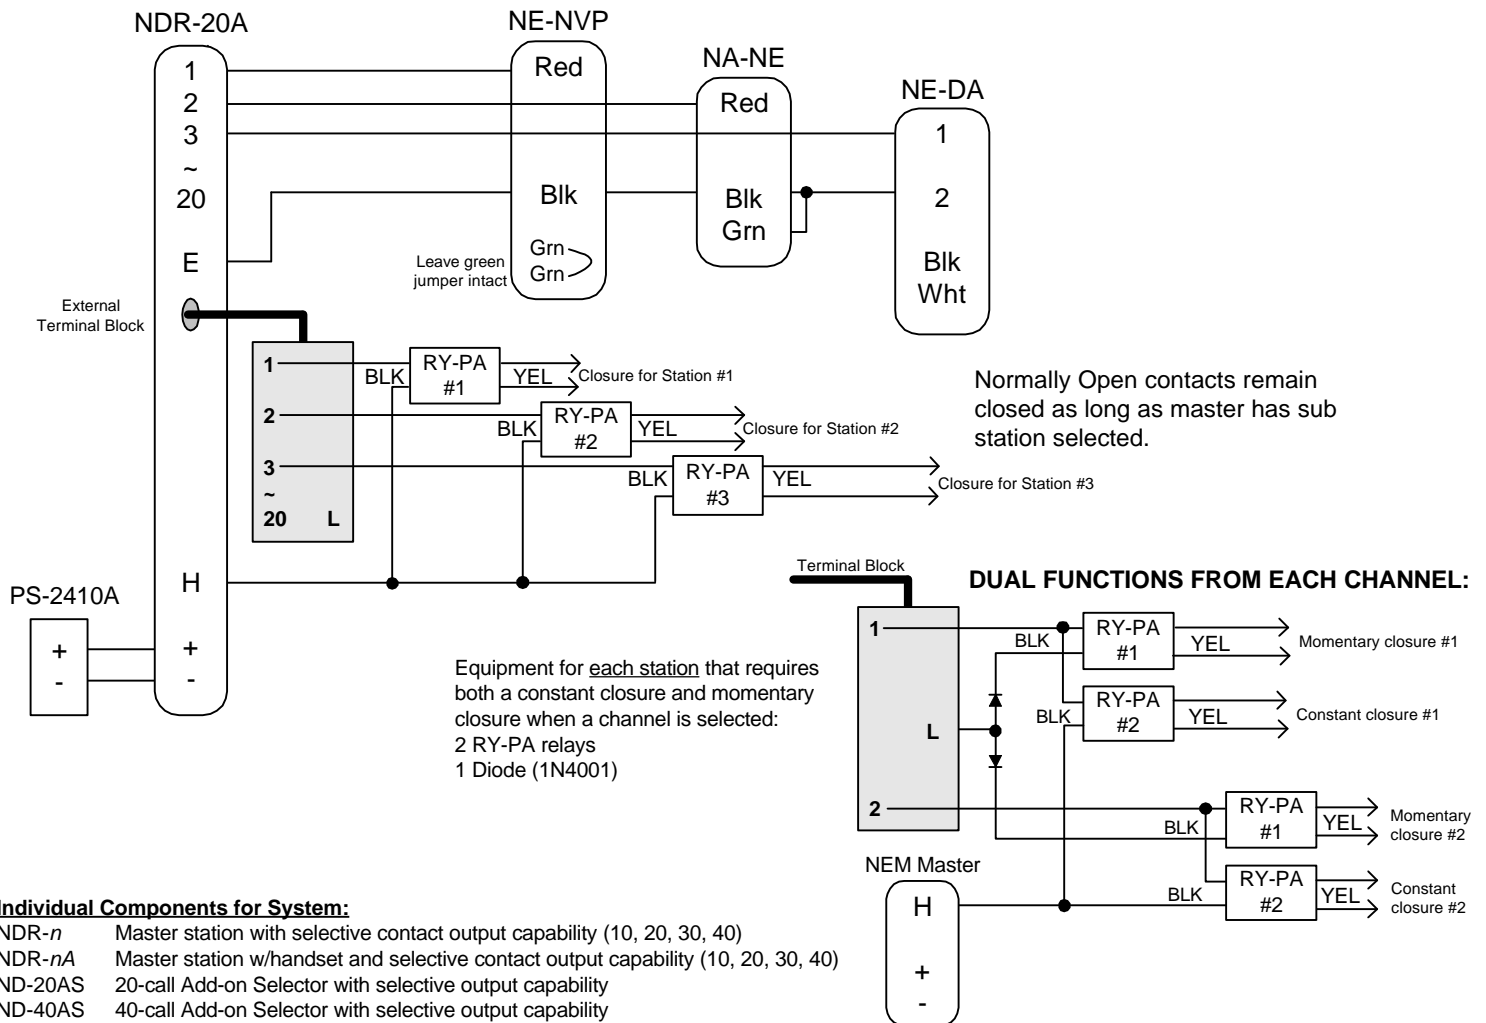 NDR-20A
1
2
3
~
20
E
H
+
-
NE-NVP
Red
Blk
Grn
Grn
Leave green
jumper intact
NA-NE
Red
Blk
Grn
NE-DA
1
2
Blk
Wht
External
Terminal Block
1
2
3
~
20 L
BLK
RY-PA
#1
YEL
Closure for Station #1
BLK
RY-PA
#2
YEL
Closure for Station #2
BLK
RY-PA
#3
YEL
Closure for Station #3
Normally Open contacts remain
closed as long as master has sub
station selected.
PS-2410A
+
-
Equipment for each station that requires
both a constant closure and momentary
closure when a channel is selected:
2 RY-PA relays
1 Diode (1N4001)
Terminal Block
DUAL FUNCTIONS FROM EACH CHANNEL:
1
L
2
BLK
RY-PA
#1
YEL
Momentary closure #1
BLK
RY-PA
#2
YEL
Constant closure #1
BLK
RY-PA
#1
YEL
Momentary
closure #2
BLK
RY-PA
#2
YEL
Constant
closure #2
NEM Master
H
+
-
Individual Components for System:
NDR-n Master station with selective contact output capability (10, 20, 30, 40)
NDR-nA Master station w/handset and selective contact output capability (10, 20, 30, 40)
ND-20AS 20-call Add-on Selector with selective output capability
ND-40AS 40-call Add-on Selector with selective output capability